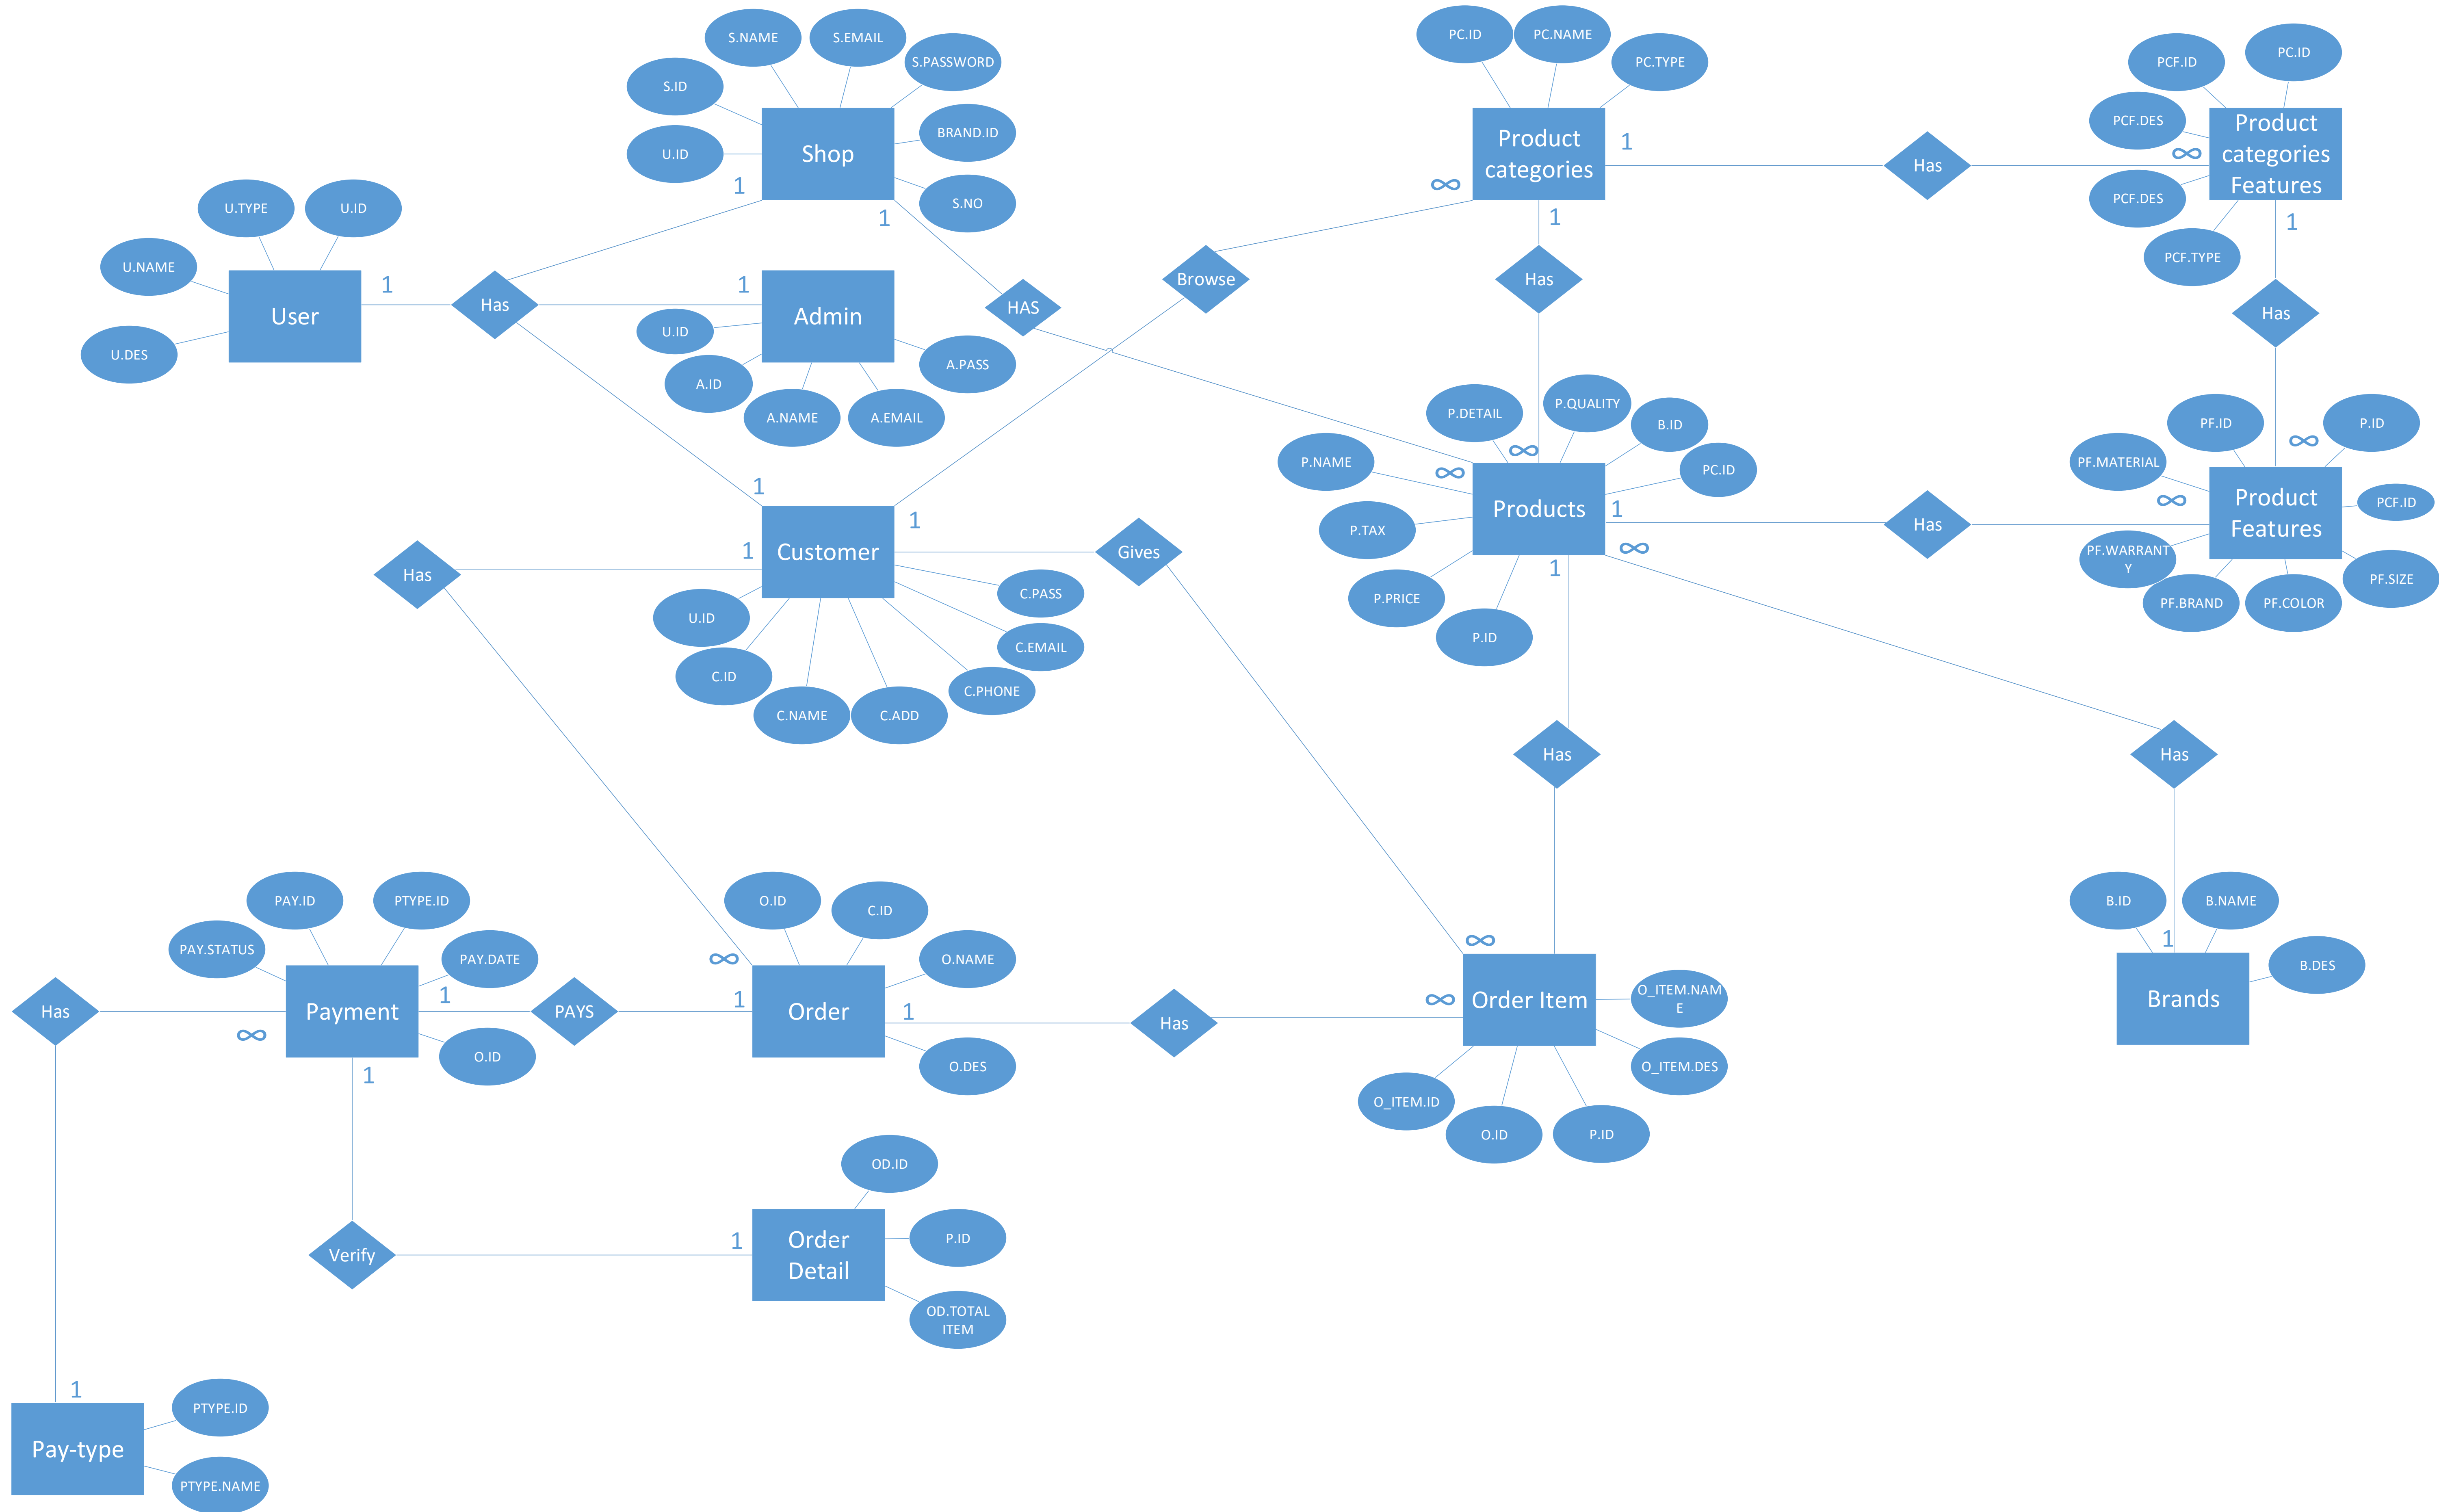 S.NAME
S.EMAIL
S.PASSWORD
S.ID
BRAND.ID
U.ID
S.NO
Shop
1
1
U.TYPE
U.ID
U.NAME
U.DES
User
1
Has
1
Admin
U.ID
A.ID
A.NAME
A.EMAIL
A.PASS
HAS
Browse
PC.ID
PC.NAME
PC.TYPE
Product
categories
1
∞
1
Has
Has
PCF.ID
PC.ID
PCF.DES
∞
PCF.DES
PCF.TYPE
Product
categories
Features
1
Has
P.DETAIL
P.QUALITY
B.ID
P.NAME
PC.ID
∞
∞
P.TAX
P.PRICE
P.ID
Products
1
∞
1
Has
PF.ID
P.ID
∞
PF.MATERIAL
∞
PCF.ID
PF.WARRANT
Y
PF.SIZE
PF.BRAND
PF.COLOR
Product
Features
1
1
1
Customer
Has
Gives
C.PASS
U.ID
C.EMAIL
C.ID
C.PHONE
C.NAME
C.ADD
Has
Has
B.ID
B.NAME
1
B.DES
Brands
PAY.ID
PTYPE.ID
PAY.STATUS
PAY.DATE
Payment
1
∞
O.ID
1
Has
PAYS
O.ID
C.ID
O.NAME
∞
1
Order
1
O.DES
Has
∞
∞
Order Item
O_ITEM.NAM
E
O_ITEM.DES
O_ITEM.ID
O.ID
P.ID
Verify
1
OD.ID
P.ID
OD.TOTAL
ITEM
Order
Detail
1
Pay-type
PTYPE.ID
PTYPE.NAME